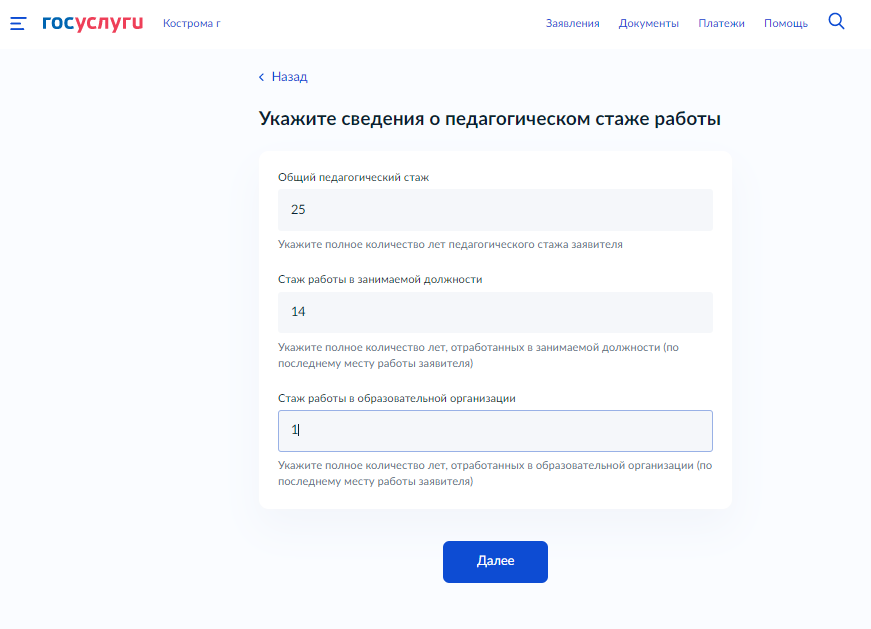 госуслуги Кострома г Заявления Документы Платежи Помощь
Назад
Укажите сведения о педагогическом стаже работы
Общий педагогический стаж
25
Укажите полное количество лет педагогического стажа заявителя
Стаж работы в занимаемой должности
14
Укажите полное количество лет, отработанных в занимаемой должности (по
последнему месту работы заявителя)
Стаж работы в образовательной организации
1
Укажите полное количество лет, отработанных в образовательной организации (по
последнему месту работы заявителя)
Далее